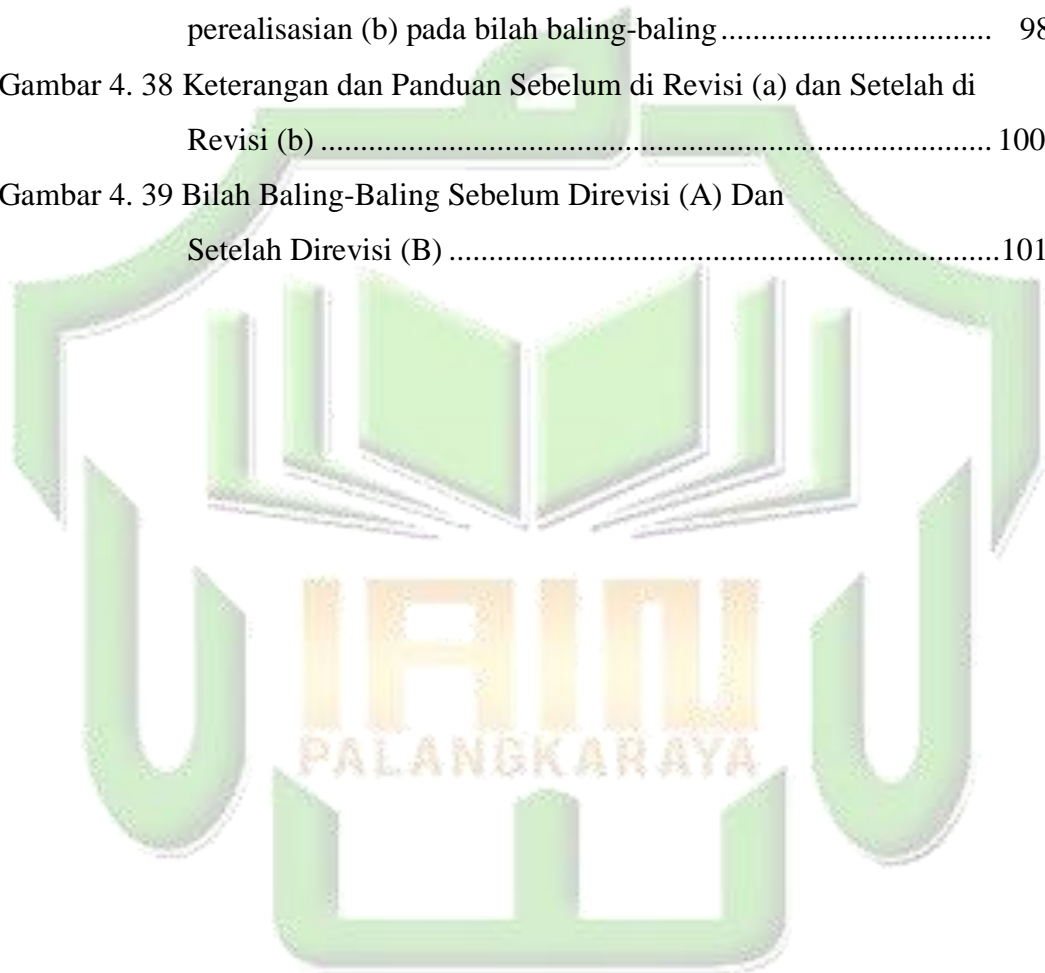 perealisasian (b) pada bilah baling-baling.................................. 98
Gambar 4. 38 Keterangan dan Panduan Sebelum di Revisi (a) dan Setelah di
Revisi (b) .................................................................................... 100
Gambar 4. 39 Bilah Baling-Baling Sebelum Direvisi (A) Dan
Setelah Direvisi (B) .....................................................................101
IAIN
PALANGKARAYA